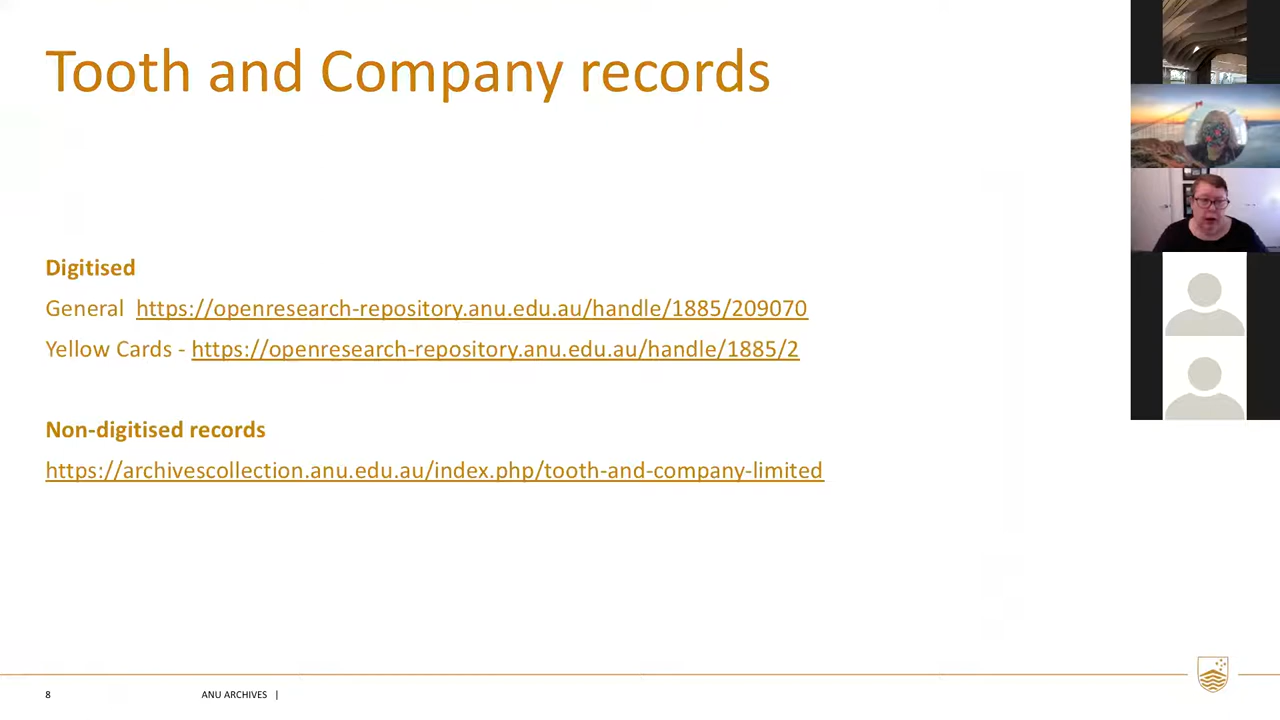 Tooth and Company records
Digitised
General https://openresearch-repository.anu.edu.au/handle/1885/209070
Yellow Cards - https://openresearch-repository.anu.edu.au/handle/1885/2
Non-digitised records
https://archivescollection.anu.edu.au/index.php/tooth-and-company-limited
8 ANU ARCHIVES |